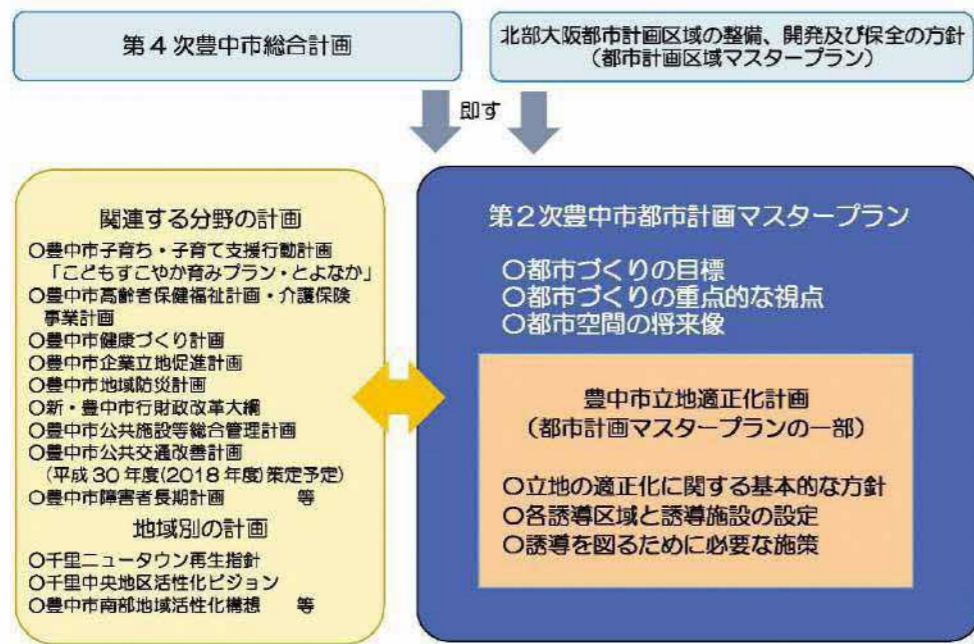 第4次豊中市総合計画
北部大阪都市計画区域の整備、開発及び保全の方針
(都市計画区域マスタープラン)
即す
関連する分野の計画
○豊中市子育ち・子育て支援行動計画
「こどもすこやか育みプラン・とよなか」
○豊中市高齢者保健福祉計画・介護保険
事業計画
○豊中市健康づくり計画
○豊中市企業立地促進計画
○豊中市地域防災計画
○新・豊中市行財政改革大綱
○豊中市公共施設等総合管理計画
○豊中市公共交通改善計画
(平成30年度(2018年度)策定予定)
○豊中市障害者長期計画 等
地域別の計画
○千里ニュータウン再生指針
○千里中央地区活性化ビジョン
○豊中市南部地域活性化構想 等
第2次豊中市都市計画マスタープラン
○都市づくりの目標
○都市づくりの重点的な視点
○都市空間の将来像
豊中市立地適正化計画
(都市計画マスタープランの一部)
○立地の適正化に関する基本的な方針
○各誘導区域と誘導施設の設定
○誘導を図るために必要な施策